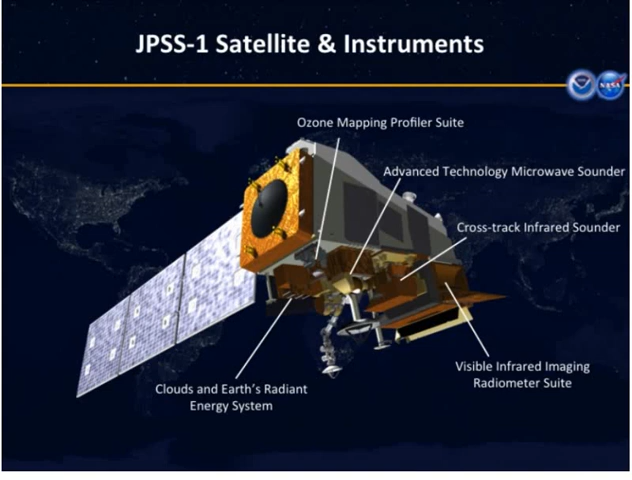 JPSS-1 Satellite & Instruments
NASA
Ozone Mapping Profiler Suite
Advanced Technology Microwave Sounder
Cross-track Infrared Sounder
Visible Infrared Imaging
Radiometer Suite
Clouds and Earth's Radiant
Energy System